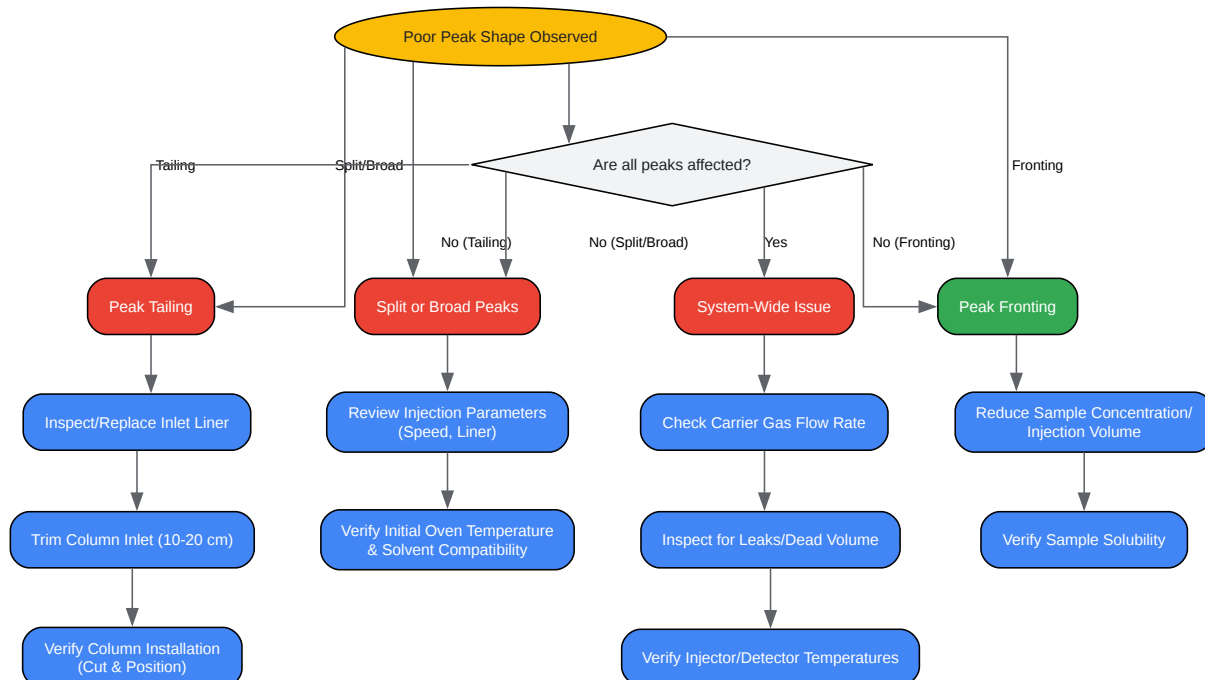 Poor Peak Shape Observed
Are all peaks affected?
Tailing
Split/Broad
Fronting
No (Tailing)
No (Split/Broad)
Yes
No (Fronting)
Peak Tailing
Split or Broad Peaks
System-Wide Issue
Peak Fronting
Inspect/Replace Inlet Liner
Review Injection Parameters
(Speed, Liner)
Check Carrier Gas Flow Rate
Reduce Sample Concentration/
Injection Volume
Trim Column Inlet (10-20 cm)
Verify Initial Oven Temperature
& Solvent Compatibility
Inspect for Leaks/Dead Volume
Verify Sample Solubility
Verify Column Installation
(Cut & Position)
Verify Injector/Detector Temperatures